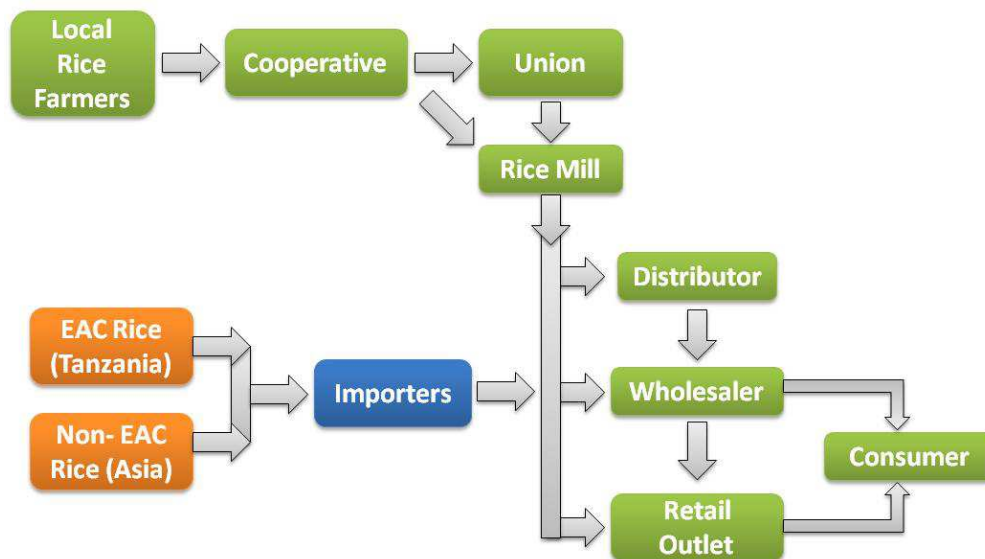 Local
Rice
Farmers
Cooperative
Union
Rice Mill
Distributor
EAC Rice
(Tanzania)
Importers
Wholesaler
Non- EAC
Rice (Asia)
Consumer
Retail
Outlet